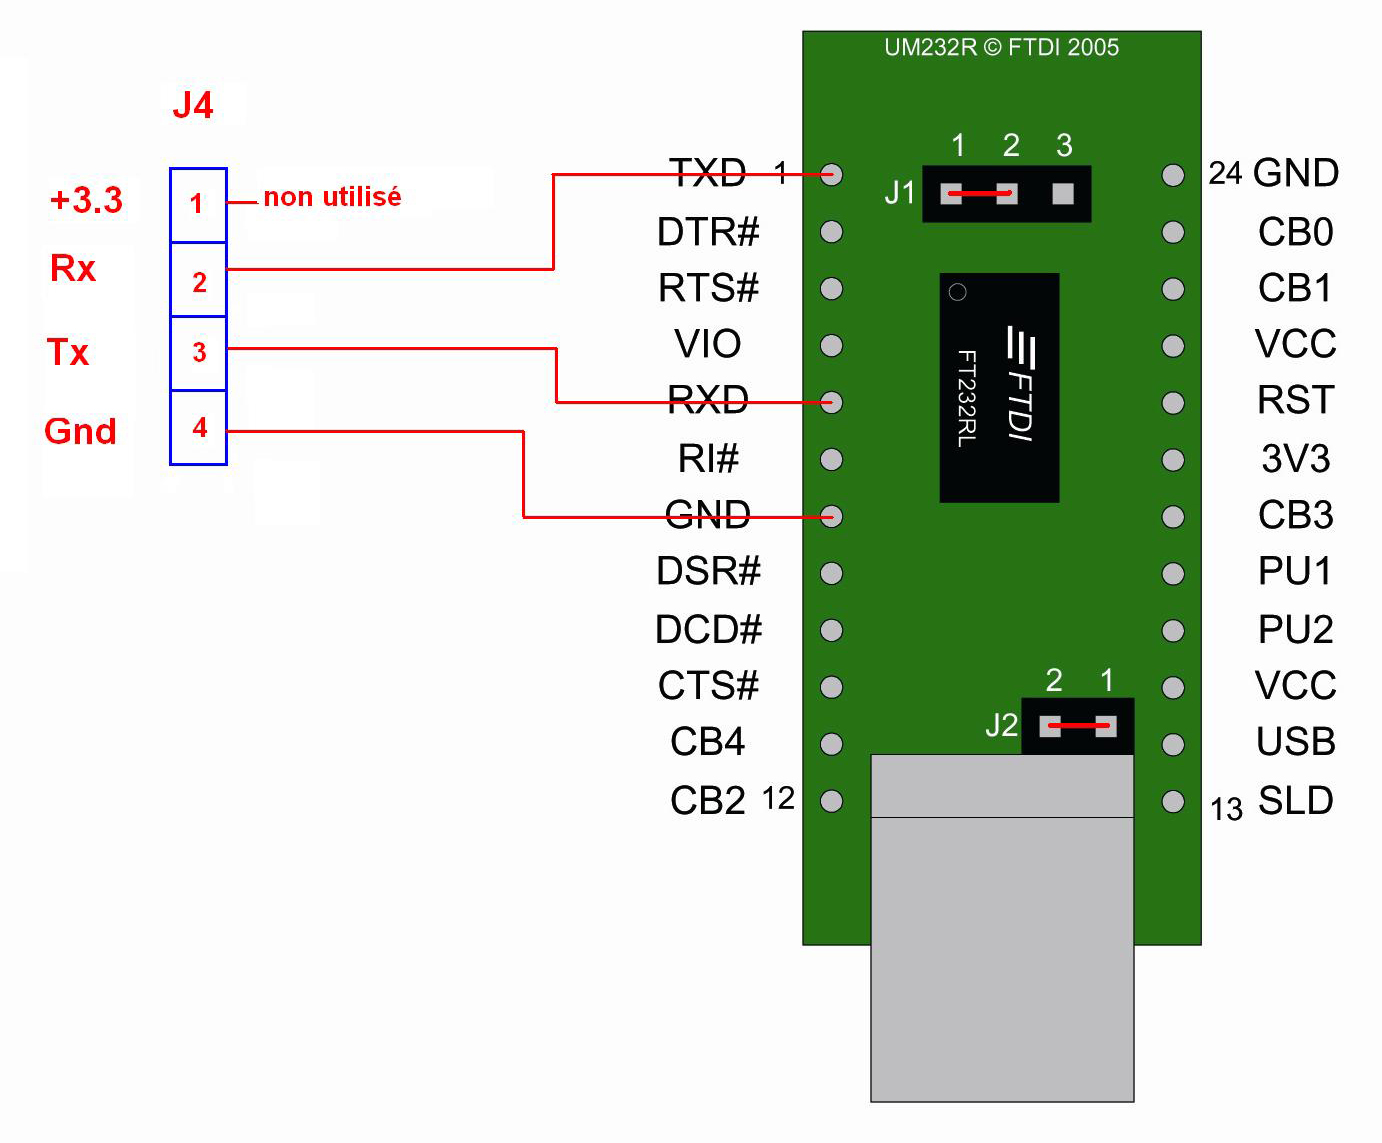 UM232R © FTDI 2005
J4
+3.3
1
non utilisé
Rx
2
Tx
3
Gnd
4
TXD 1
DTR#
RTS#
VIO
RXD
RI#
GND
DSR#
DCD#
CTS#
CB4
CB2 12
1 2 3
J1
FTDI
FT232RL
2 1
J2
24 GND
CB0
CB1
VCC
RST
3V3
CB3
PU1
PU2
VCC
USB
13 SLD